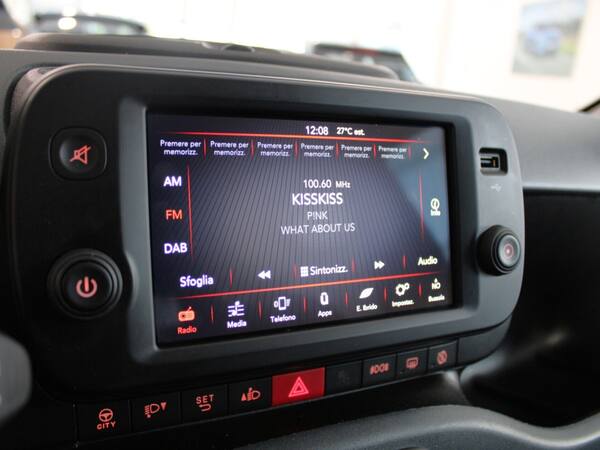 12:08 27°C est.
Premere per memorizz. Premere per memorizz. Premere per memorizz. Premere per memorizz. Premere per memorizz. Premere per memorizz.
AM
100.60 MHz
KISSKISS
FM
P!NK
Info
WHAT ABOUT US
DAB
Sfoglia
Sintonizz.
Audio
Radio
Media
Telefono
Apps
E. Ibrido
Impostaz.
NO
Bussola
CITY
SET